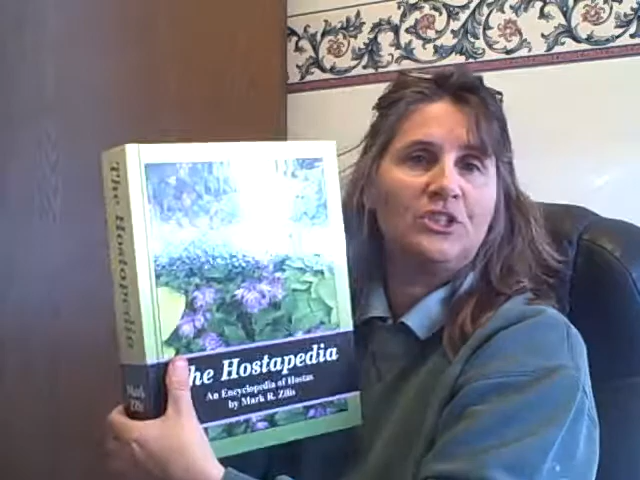 The Hostapedia
Mark
Zilis
The Hostapedia
An Encyclopedia of Hostas
by Mark R. Zilis